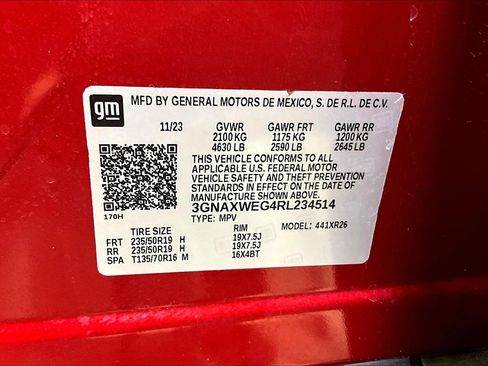 gm
MFD BY GENERAL MOTORS DE MEXICO, S. DE R.L. DE C.V.
11/23 GVWR GAWR FRT GAWR RR
2100 KG 1175 KG 1200 KG
4630 LB 2590 LB 2645 LB
THIS VEHICLE CONFORMS TO ALL
APPLICABLE U.S. FEDERAL MOTOR
VEHICLE SAFETY AND THEFT
PREVENTION STANDARDS IN
EFFECT ON THE DATE OF
MANUFACTURE SHOWN ABOVE.
3GNAXWEG4RL234514
170H TYPE: MPV MODEL: 441XR26
TIRE SIZE RIM
FRT 235/50R19 H 19X7.5J
RR 235/50R19 H 19X7.5J
SPA T135/70R16 M 16X4BT